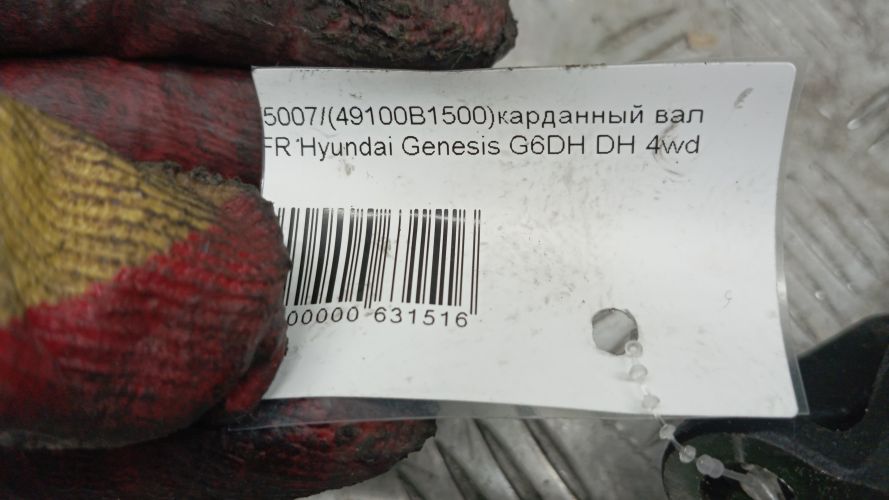 5007/(49100B1500)карданный вал
FR Hyundai Genesis G6DH DH 4wd
00000 631516